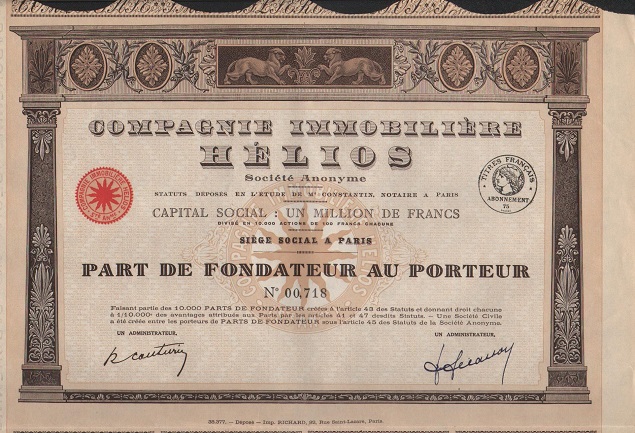 COMPAGNIE IMMOBILIÈRE
HÉLIOS
Société Anonyme
STATUTS DÉPOSÉS EN L'ÉTUDE DE Mᵉ CONSTANTIN, NOTAIRE A PARIS
CAPITAL SOCIAL : UN MILLION DE FRANCS
DIVISÉ EN 10.000 ACTIONS DE 100 FRANCS CHACUNE
SIÈGE SOCIAL A PARIS
TITRES FRANÇAIS
ABONNEMENT
75
PART DE FONDATEUR AU PORTEUR
Nº 00,718
Faisant partie des 10.000 PARTS DE FONDATEUR créées à l'article 43 des Statuts et donnant droit chacune
à 1/10.000ᵉ des avantages attribués aux Parts par les articles 41 et 47 desdits Statuts. - Une Société Civile
a été créée entre les porteurs de PARTS DE FONDATEUR sous l'article 45 des Statuts de la Société Anonyme.
UN ADMINISTRATEUR,
UN ADMINISTRATEUR,
Imp. RICHARD, Rue Saint-Lazare, Paris.